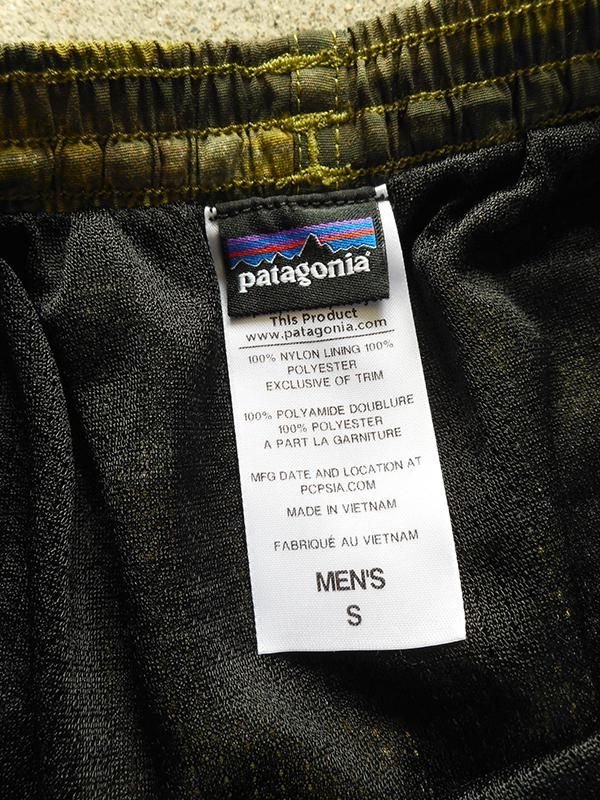 patagonia
This Product
www.patagonia.com
100% NYLON LINING 100%
POLYESTER
EXCLUSIVE OF TRIM
100% POLYAMIDE DOUBLURE
100% POLYESTER
A PART LA GARNITURE
MFG DATE AND LOCATION AT
PCPSIA.COM
MADE IN VIETNAM
FABRIQUÉ AU VIETNAM
MEN'S
S